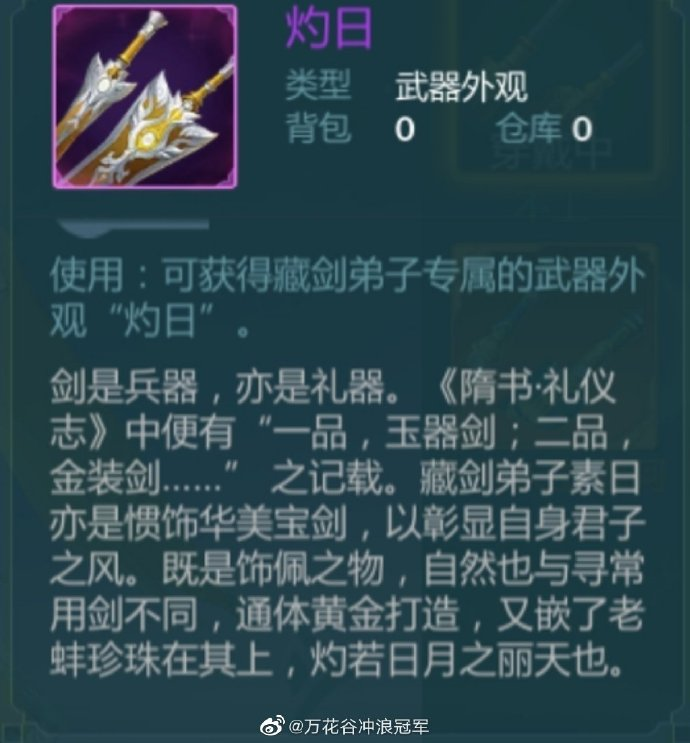 灼日
类型 武器外观
背包 0 仓库 0
使用：可获得藏剑弟子专属的武器外
观“灼日”。
剑是兵器，亦是礼器。《隋书·礼仪
志》中便有“一品，玉器剑；二品，
金装剑……” 之记载。藏剑弟子素日
亦是惯饰华美宝剑，以彰显自身君子
之风。既是饰佩之物，自然也与寻常
用剑不同，通体黄金打造，又嵌了老
蚌珍珠在其上，灼若日月之丽天也。
@万花谷冲浪冠军